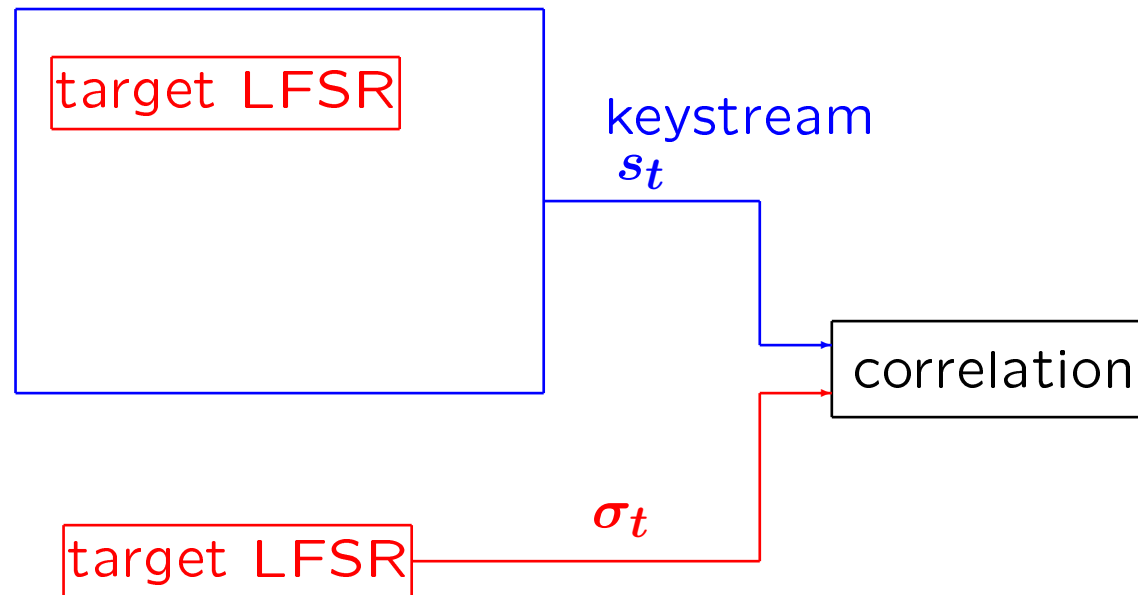 target LFSR
keystream
s_t
correlation
σ_t
target LFSR